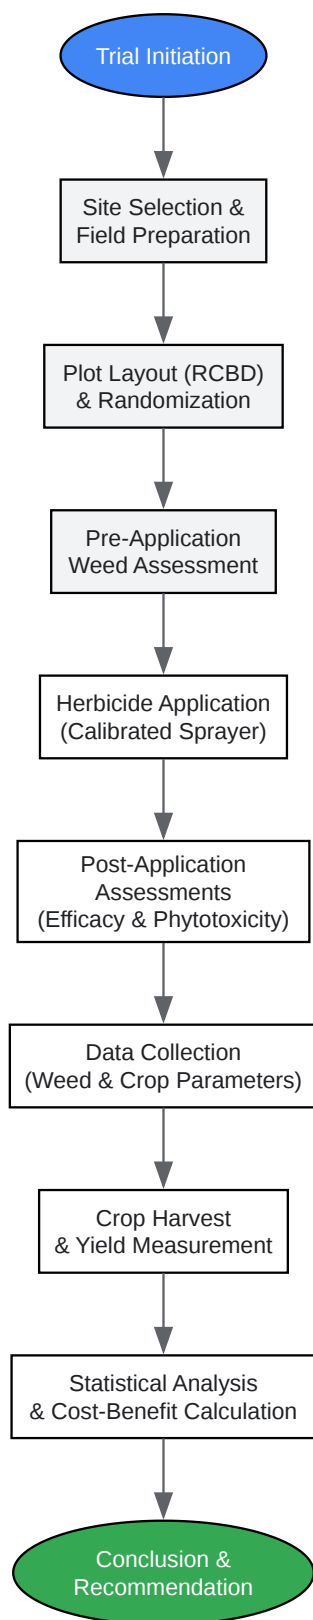 Trial Initiation
Site Selection &
Field Preparation
Plot Layout (RCBD)
& Randomization
Pre-Application
Weed Assessment
Herbicide Application
(Calibrated Sprayer)
Post-Application
Assessments
(Efficacy & Phytotoxicity)
Data Collection
(Weed & Crop Parameters)
Crop Harvest
& Yield Measurement
Statistical Analysis
& Cost-Benefit Calculation
Conclusion &
Recommendation